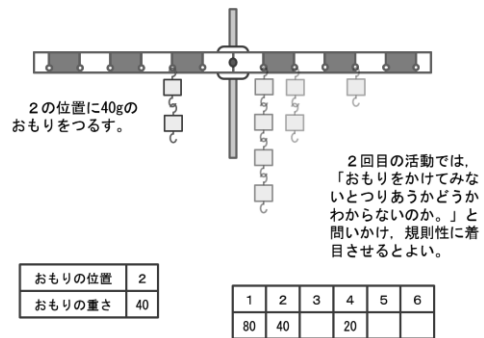 ２の位置に40gの
おもりをつるす。
２回目の活動では，
「おもりをかけてみな
いとつりあうかどうか
わからないのか。」と
問いかけ，規則性に着
目させるとよい。
おもりの位置 2
おもりの重さ 40
1 2 3 4 5 6
80 40 20